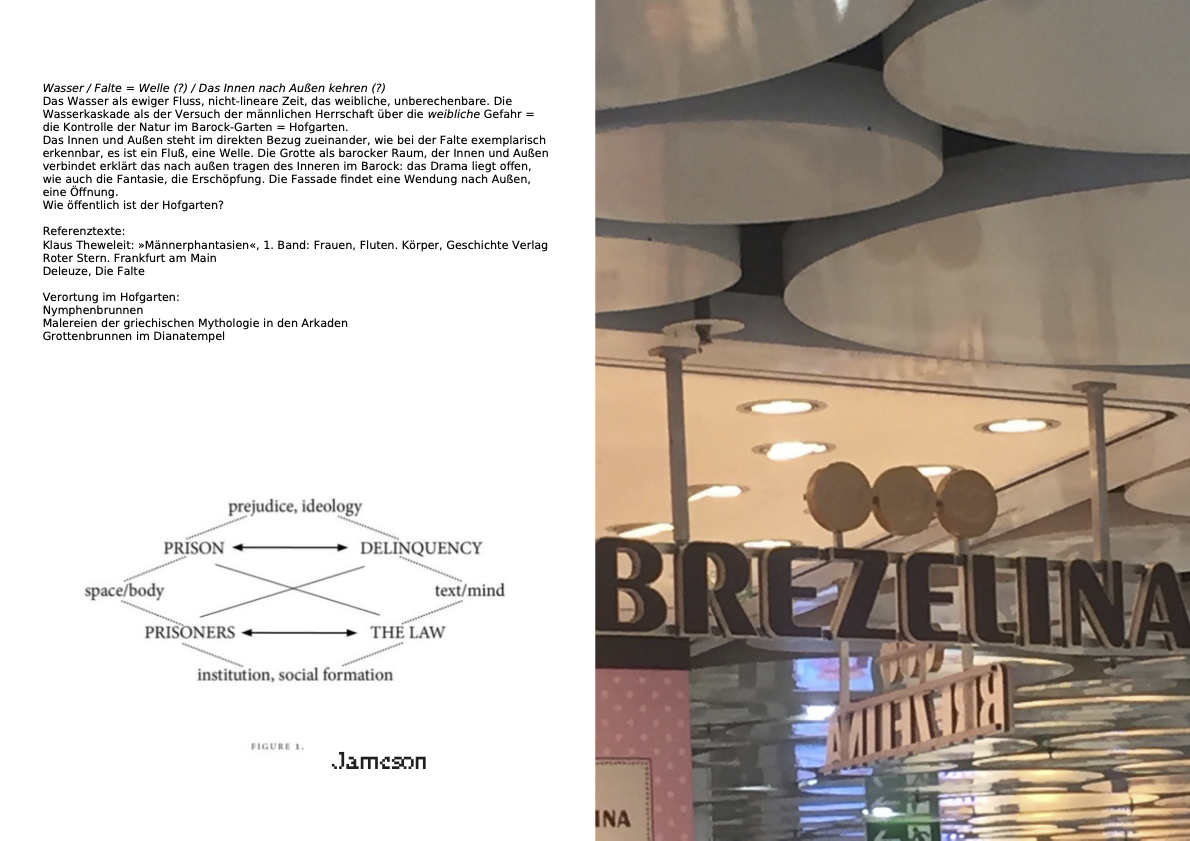 Wasser / Falte = Welle (?) / Das Innen nach Außen kehren (?)
Das Wasser als ewiger Fluss, nicht-lineare Zeit, das weibliche, unberechenbare. Die
Wasserkaskade als der Versuch der männlichen Herrschaft über die weibliche Gefahr =
die Kontrolle der Natur im Barock-Garten = Hofgarten.
Das Innen und Außen steht im direkten Bezug zueinander, wie bei der Falte exemplarisch
erkennbar, es ist ein Fluß, eine Welle. Die Grotte als barocker Raum, der Innen und Außen
verbindet erklärt das nach außen tragen des Inneren im Barock: das Drama liegt offen,
wie auch die Fantasie, die Erschöpfung. Die Fassade findet eine Wendung nach Außen,
eine Öffnung.
Wie öffentlich ist der Hofgarten?
Referenztexte:
Klaus Theweleit: »Männerphantasien«, 1. Band: Frauen, Fluten. Körper, Geschichte Verlag
Roter Stern. Frankfurt am Main
Deleuze, Die Falte
Verortung im Hofgarten:
Nymphenbrunnen
Malereien der griechischen Mythologie in den Arkaden
Grottenbrunnen im Dianatempel
prejudice, ideology
PRISON DELINQUENCY
space/body text/mind
PRISONERS THE LAW
institution, social formation
FIGURE 1.
Jameson
BREZELINA
BREZELINA
INA